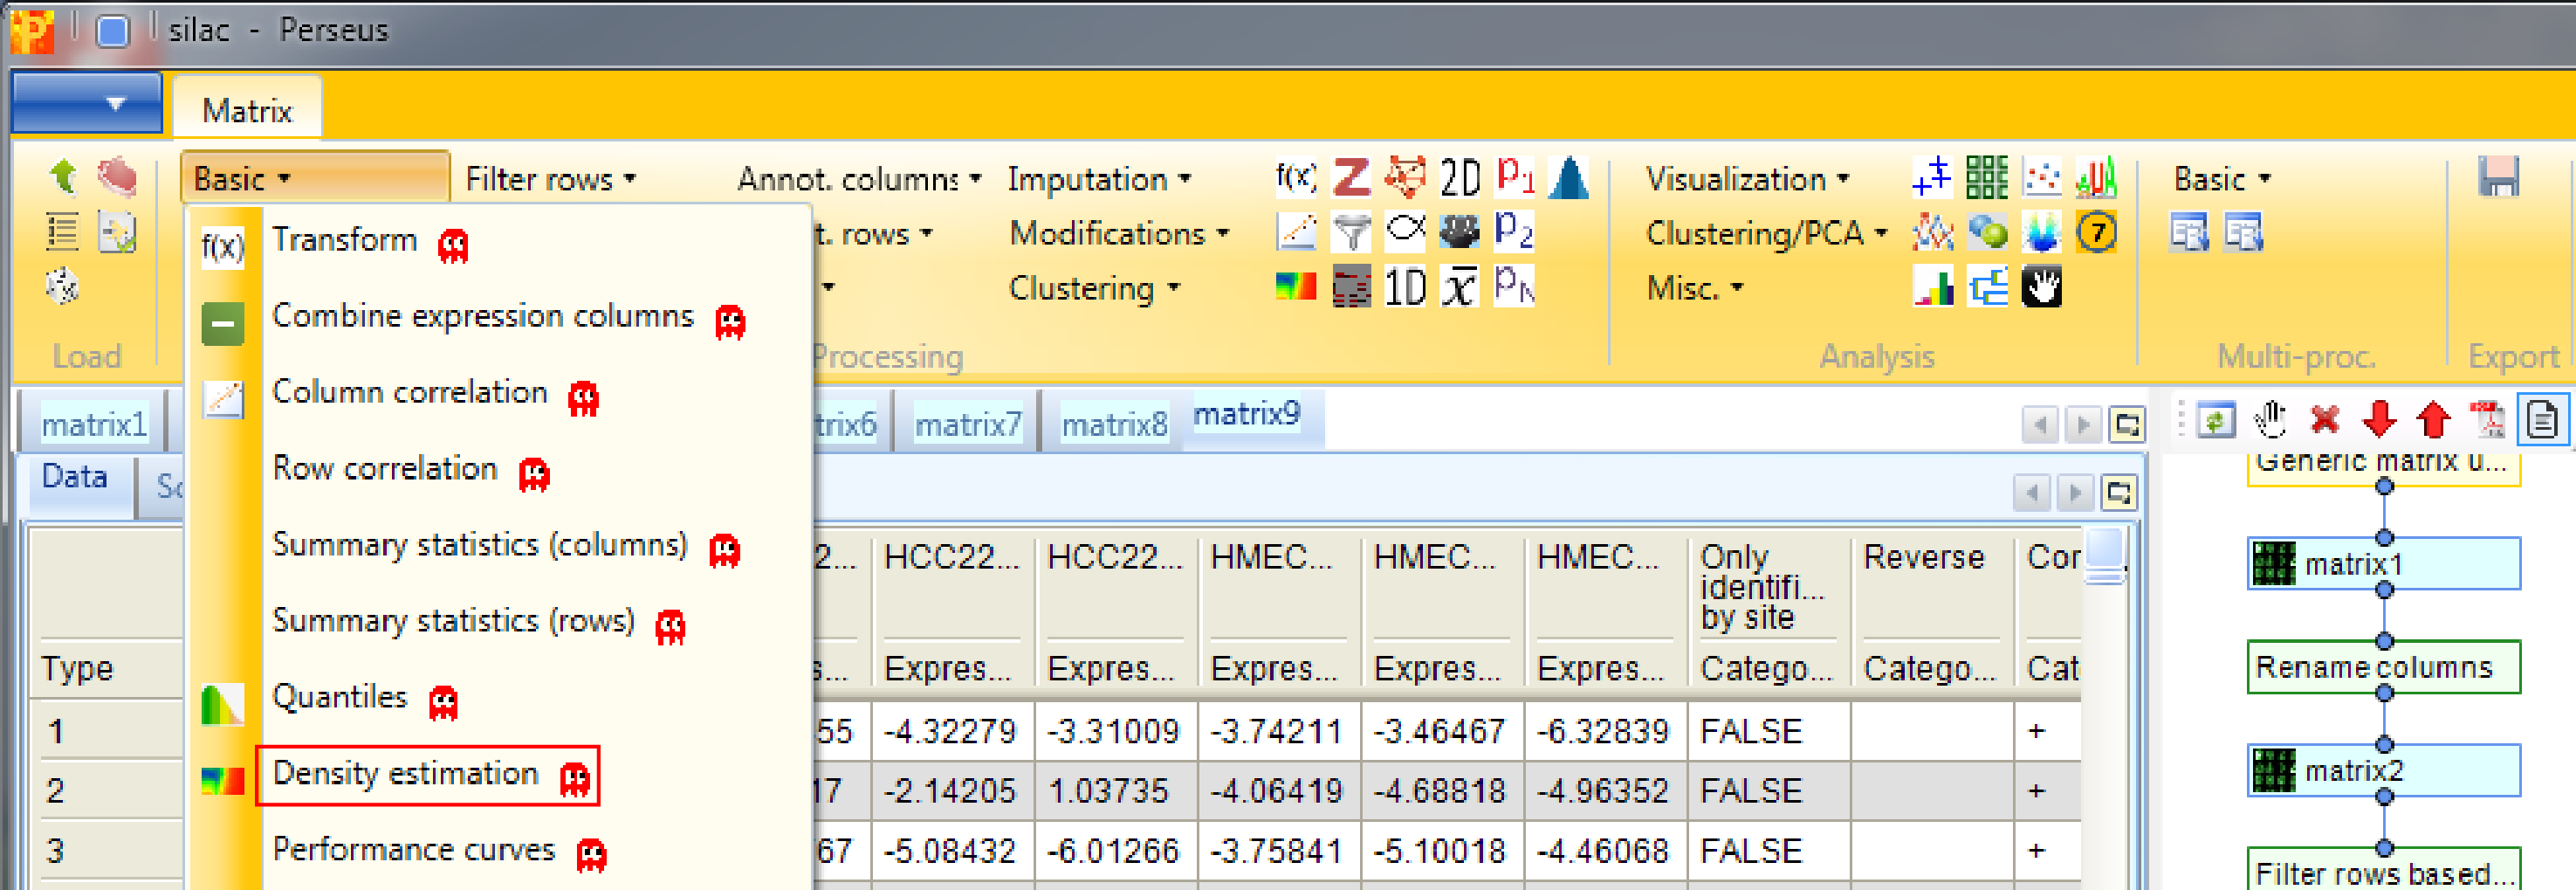 silac - Perseus
Matrix
Basic Filter rows Annot. columns Imputation f(x) Z 2D p1 Visualization Basic
t. rows Modifications p2 Clustering/PCA 7
Clustering 1D x pN Misc.
Load Processing Analysis Multi-proc. Export
f(x) Transform
Combine expression columns
Column correlation
Row correlation
Summary statistics (columns)
Summary statistics (rows)
Quantiles
Density estimation
Performance curves
matrix1 trix6 matrix7 matrix8 matrix9
Data
2... HCC22... HCC22... HMEC... HMEC... HMEC... Only identifi... by site Reverse Cor
Type s... Expres... Expres... Expres... Expres... Expres... Catego... Catego... Cat
1 55 -4.32279 -3.31009 -3.74211 -3.46467 -6.32839 FALSE +
2 17 -2.14205 1.03735 -4.06419 -4.68818 -4.96352 FALSE +
3 67 -5.08432 -6.01266 -3.75841 -5.10018 -4.46068 FALSE +
Generic matrix u...
matrix1
Rename columns
matrix2
Filter rows based...